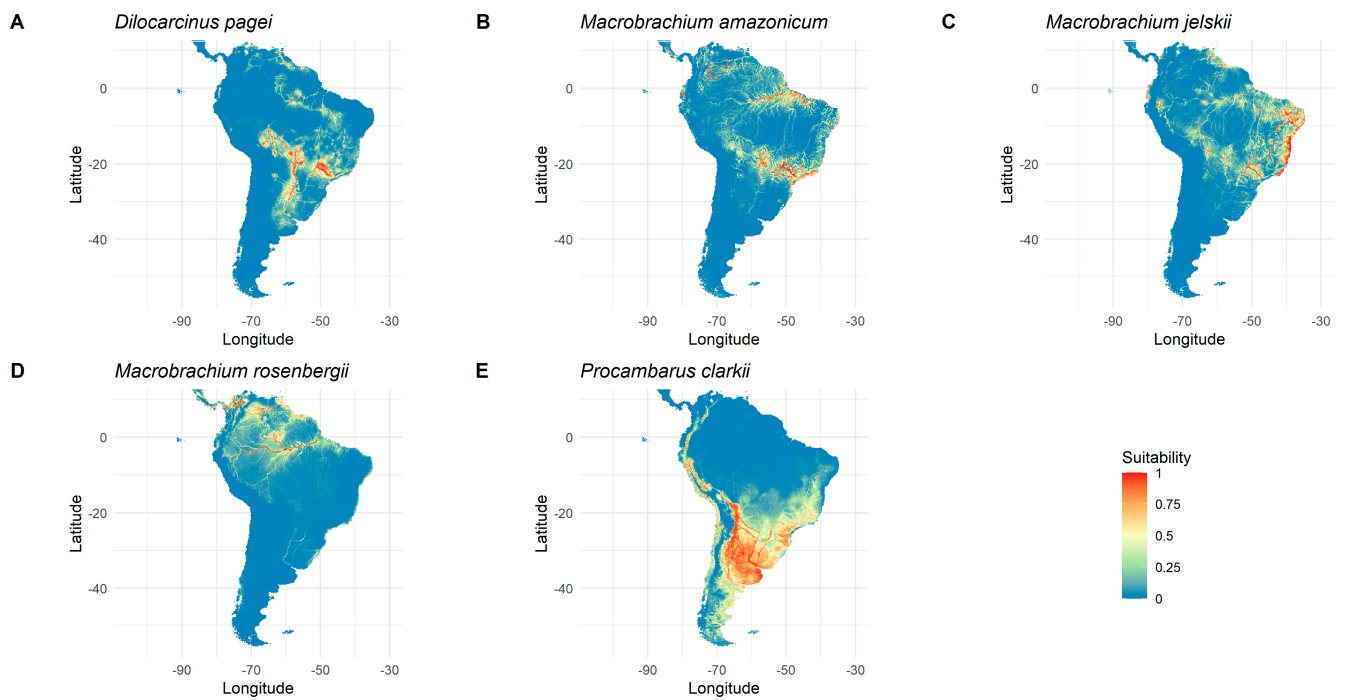 A
Dilocarcinus pagei
B
Macrobrachium amazonicum
C
Macrobrachium jelskii
Latitude
0
-20
-40
-90
-70
-50
-30
Longitude
Latitude
0
-20
-40
-90
-70
-50
-30
Longitude
Latitude
0
-20
-40
-90
-70
-50
-30
Longitude
D
Macrobrachium rosenbergii
E
Procambarus clarkii
Latitude
0
-20
-40
-90
-70
-50
-30
Longitude
Latitude
0
-20
-40
-90
-70
-50
-30
Longitude
Suitability
1
0.75
0.5
0.25
0